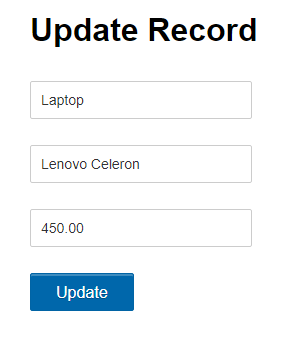 Update Record
Laptop
Lenovo Celeron
450.00
Update